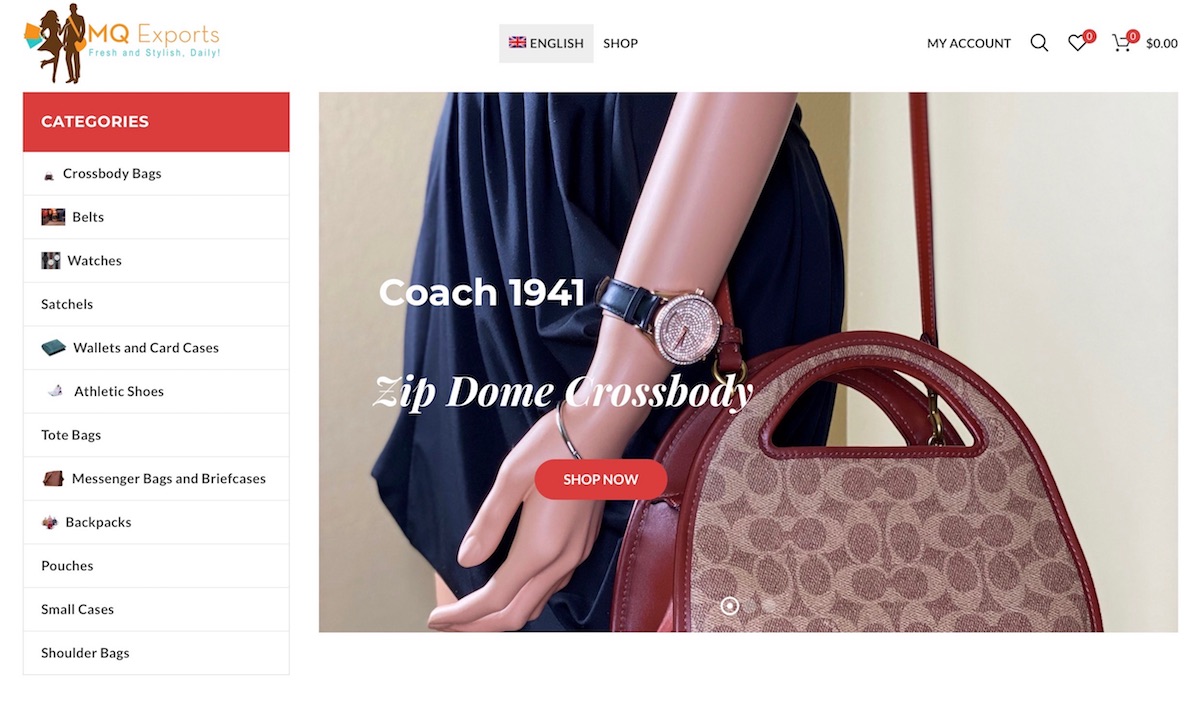 MQ Exports
Fresh and Stylish, Daily!
ENGLISH
SHOP
MY ACCOUNT
0
0
$0.00
CATEGORIES
Crossbody Bags
Belts
Watches
Satchels
Wallets and Card Cases
Athletic Shoes
Tote Bags
Messenger Bags and Briefcases
Backpacks
Pouches
Small Cases
Shoulder Bags
Coach 1941
Zip Dome Crossbody
SHOP NOW